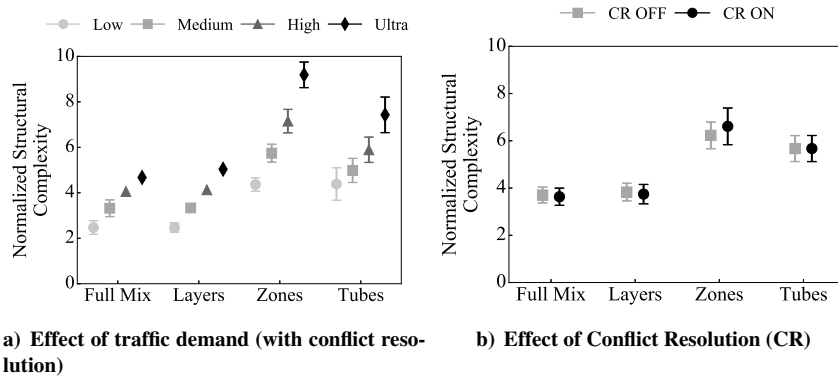 Low Medium High Ultra
10
8
6
4
2
0
Normalized Structural
Complexity
Full Mix Layers Zones Tubes
a) Effect of traffic demand (with conflict reso-
lution)
CR OFF CR ON
10
8
6
4
2
0
Normalized Structural
Complexity
Full Mix Layers Zones Tubes
b) Effect of Conflict Resolution (CR)